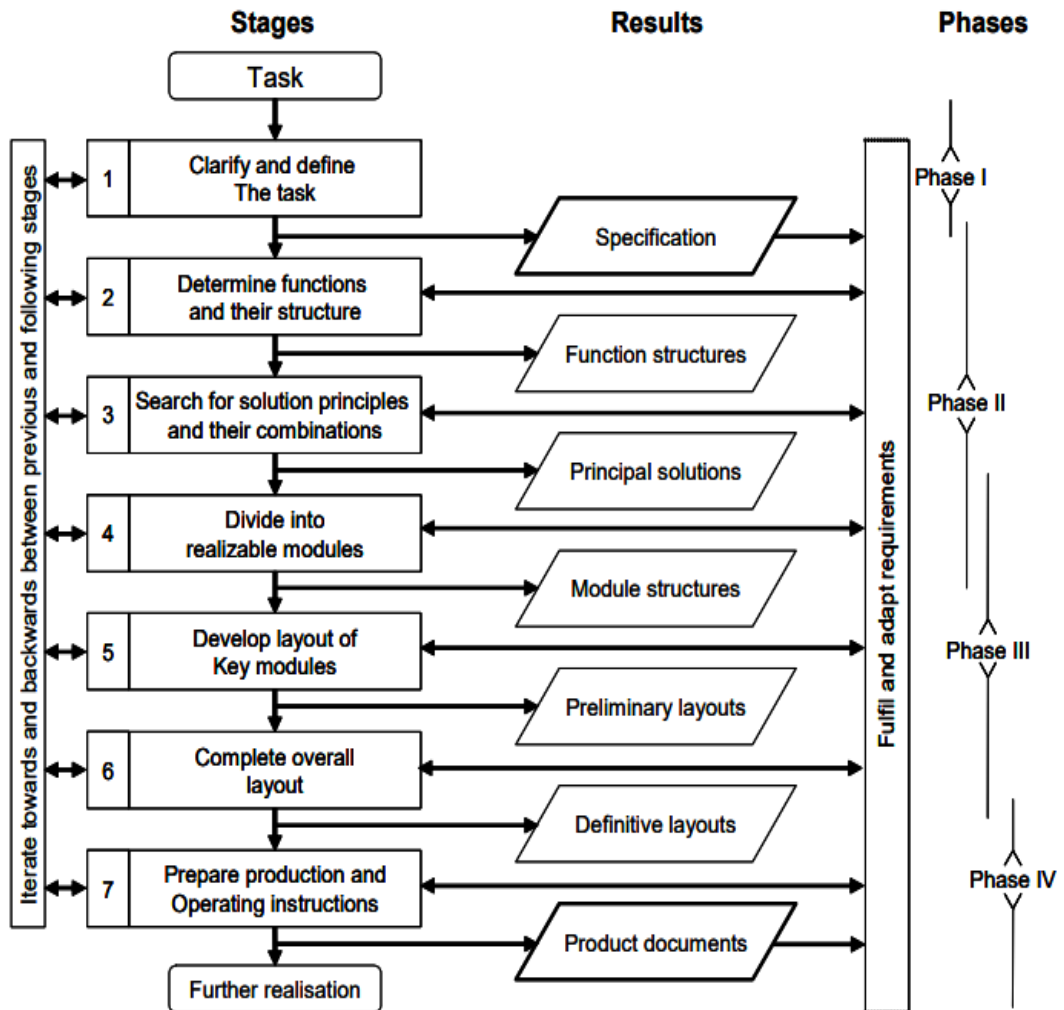 Stages
Results
Phases
Task
1
Clarify and define
The task
Phase I
Specification
2
Determine functions
and their structure
Function structures
3
Search for solution principles
and their combinations
Phase II
Principal solutions
4
Divide into
realizable modules
Module structures
5
Develop layout of
Key modules
Phase III
Preliminary layouts
6
Complete overall
layout
Definitive layouts
7
Prepare production and
Operating instructions
Phase IV
Product documents
Further realisation
Iterate towards and backwards between previous and following stages
Fulfil and adapt requirements